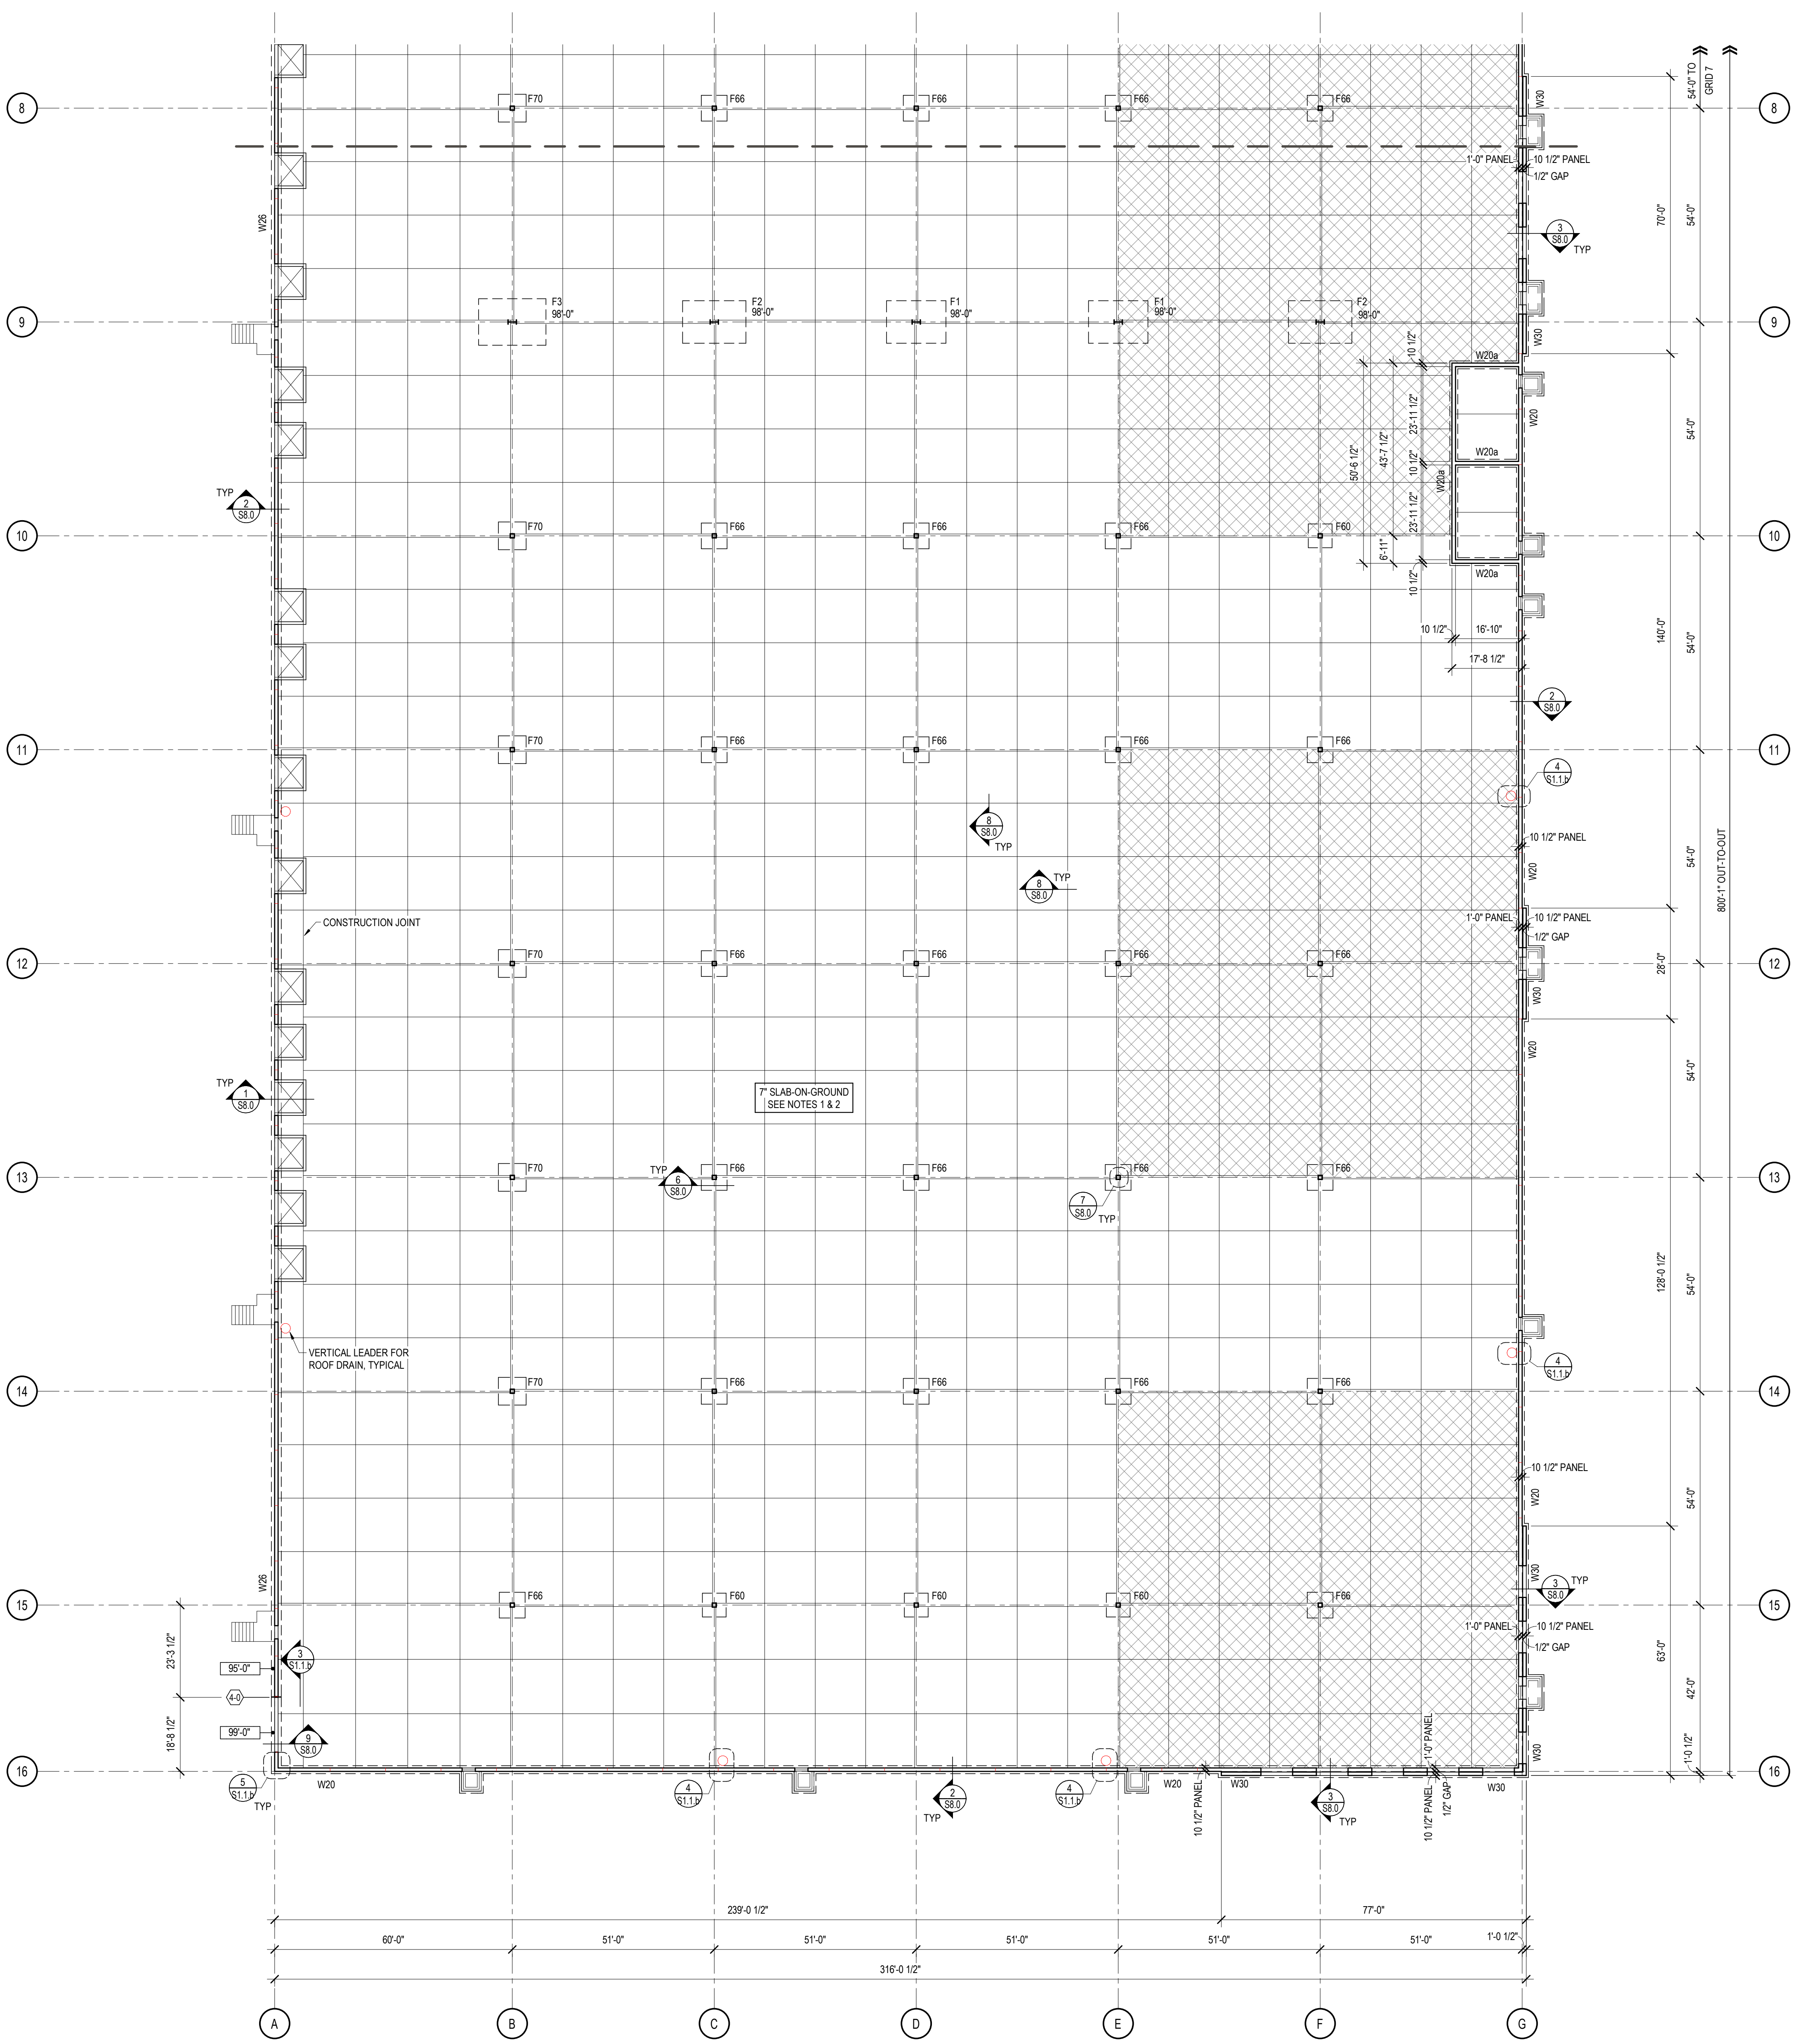 54'-0" TO
GRID 7
8
F70
F66
F66
F66
F66
W30
8
1'-0" PANEL
10 1/2" PANEL
1/2" GAP
W26
70'-0"
54'-0"
3
S8.0
TYP
9
F3
98'-0"
F2
98'-0"
F1
98'-0"
F1
98'-0"
F2
98'-0"
W30
9
10 1/2"
W20a
23'-11 1/2"
43'-7 1/2"
50'-6 1/2"
10 1/2"
W20a
W20a
W20
54'-0"
TYP
2
S8.0
23'-11 1/2"
10
F70
F66
F66
F66
F60
6'-11"
10 1/2"
W20a
10
10 1/2"
16'-10"
17'-8 1/2"
140'-0"
54'-0"
2
S8.0
11
F70
F66
F66
F66
F66
11
4
S1.1.b
8
S8.0
TYP
10 1/2" PANEL
8
S8.0
TYP
W20
54'-0"
800'-1" OUT-TO-OUT
CONSTRUCTION JOINT
1'-0" PANEL
10 1/2" PANEL
1/2" GAP
12
F70
F66
F66
F66
F66
28'-0"
12
W30
W20
54'-0"
TYP
1
S8.0
7" SLAB-ON-GROUND
SEE NOTES 1 & 2
13
F70
TYP
6
S8.0
F66
F66
F66
F66
13
7
S8.0
TYP
128'-0 1/2"
54'-0"
VERTICAL LEADER FOR
ROOF DRAIN, TYPICAL
4
S1.1.b
14
F70
F66
F66
F66
F66
14
10 1/2" PANEL
W20
54'-0"
W26
W30
3
S8.0
TYP
15
F66
F60
F60
F60
F66
15
23'-3 1/2"
1'-0" PANEL
10 1/2" PANEL
1/2" GAP
63'-0"
3
S1.1.b
95'-0"
4-0
42'-0"
99'-0"
18'-8 1/2"
9
S8.0
1'-0" PANEL
W30
1'-0 1/2"
16
16
5
S1.1.b
TYP
W20
4
S1.1.b
2
S8.0
TYP
4
S1.1.b
W20
10 1/2" PANEL
W30
3
S8.0
TYP
10 1/2" PANEL
1/2" GAP
W30
239'-0 1/2"
77'-0"
60'-0"
51'-0"
51'-0"
51'-0"
51'-0"
51'-0"
1'-0 1/2"
316'-0 1/2"
A
B
C
D
E
F
G